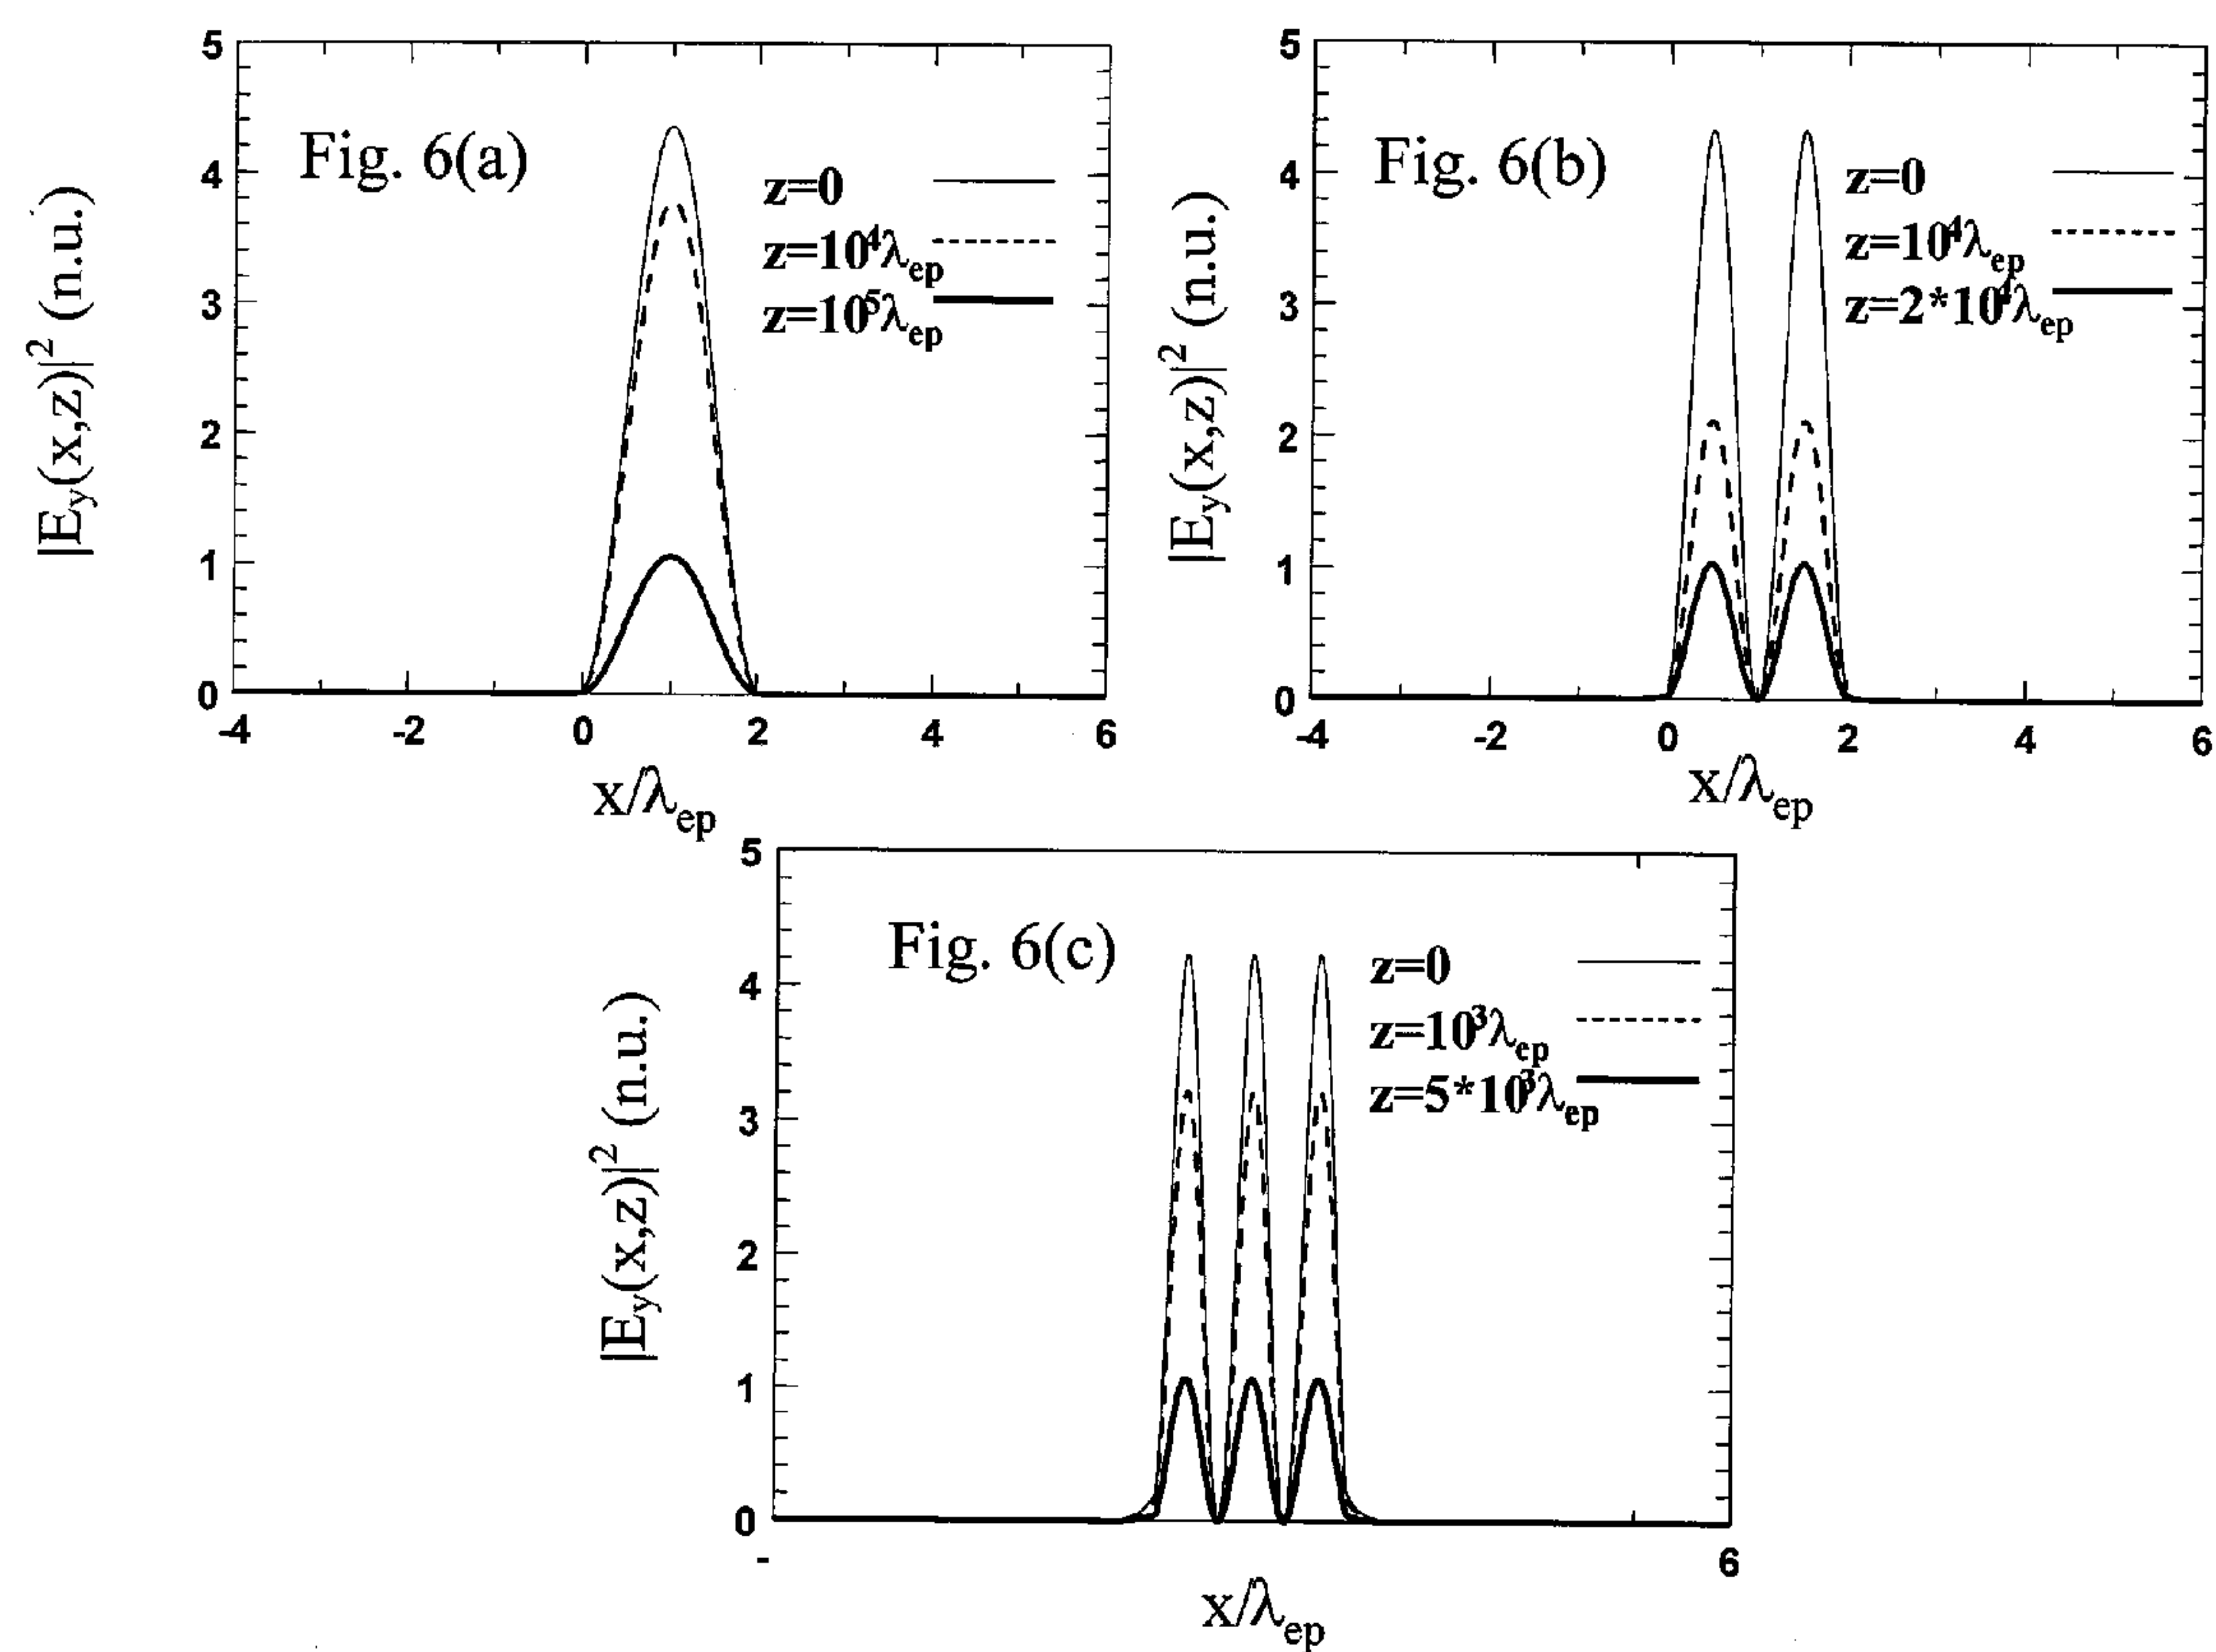 Fig. 6(a)
z=0
z=10⁴λep
z=10⁵λep
|Ey(x,z)|² (n.u.)
5
4
3
2
1
0
-4
-2
0
2
4
6
x/λep
Fig. 6(b)
z=0
z=10⁴λep
z=2*10⁴λep
|Ey(x,z)|² (n.u.)
5
4
3
2
1
0
-4
-2
0
2
4
6
x/λep
Fig. 6(c)
z=0
z=10³λep
z=5*10³λep
|Ey(x,z)|² (n.u.)
5
4
3
2
1
0
-
6
x/λep